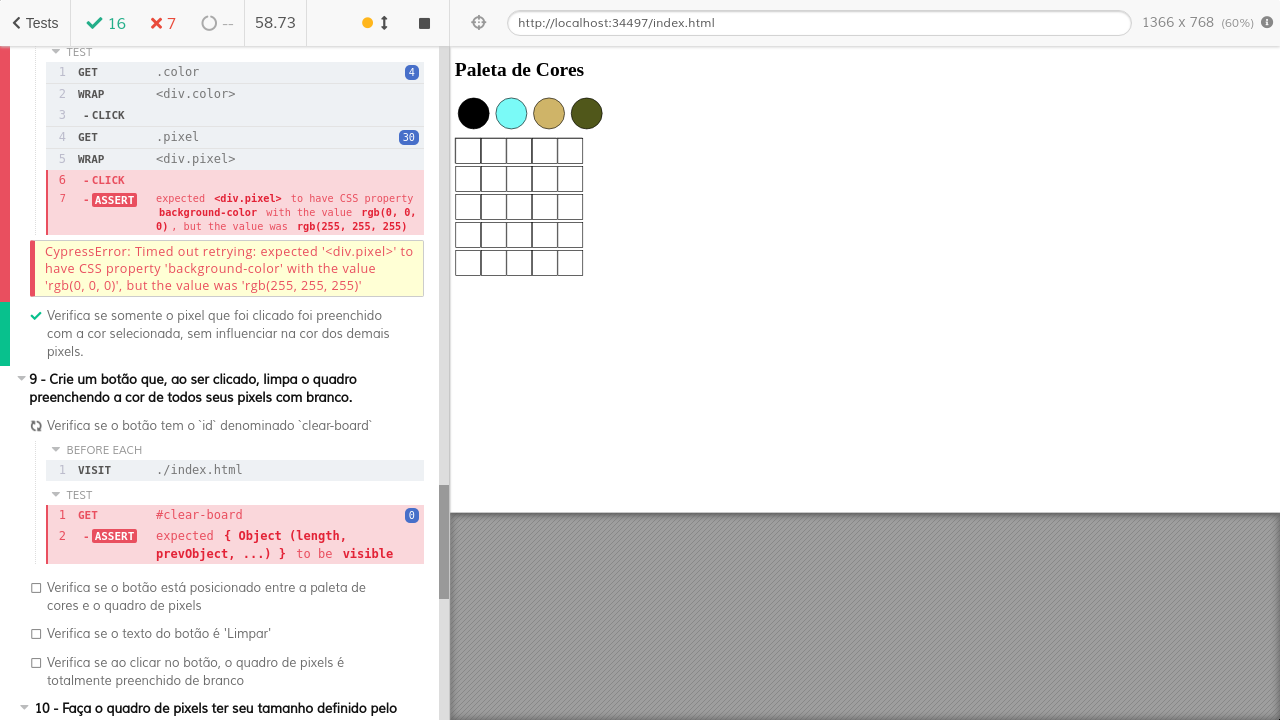 Tests 16 7 -- 58.73
http://localhost:34497/index.html 1366 x 768 (60%)
TEST
1 GET .color 4
2 WRAP <div.color>
3 - CLICK
4 GET .pixel 30
5 WRAP <div.pixel>
6 - CLICK
7 - ASSERT expected <div.pixel> to have CSS property
background-color with the value rgb(0, 0,
0) , but the value was rgb(255, 255, 255)
CypressError: Timed out retrying: expected '<div.pixel>' to
have CSS property 'background-color' with the value
'rgb(0, 0, 0)', but the value was 'rgb(255, 255, 255)'
Verifica se somente o pixel que foi clicado foi preenchido
com a cor selecionada, sem influenciar na cor dos demais
pixels.
9 - Crie um botão que, ao ser clicado, limpa o quadro
preenchendo a cor de todos seus pixels com branco.
Verifica se o botão tem o `id` denominado `clear-board`
BEFORE EACH
1 VISIT ./index.html
TEST
1 GET #clear-board 0
2 - ASSERT expected { Object (length,
prevObject, ...) } to be visible
Verifica se o botão está posicionado entre a paleta de
cores e o quadro de pixels
Verifica se o texto do botão é 'Limpar'
Verifica se ao clicar no botão, o quadro de pixels é
totalmente preenchido de branco
10 - Faça o quadro de pixels ter seu tamanho definido pelo
Paleta de Cores